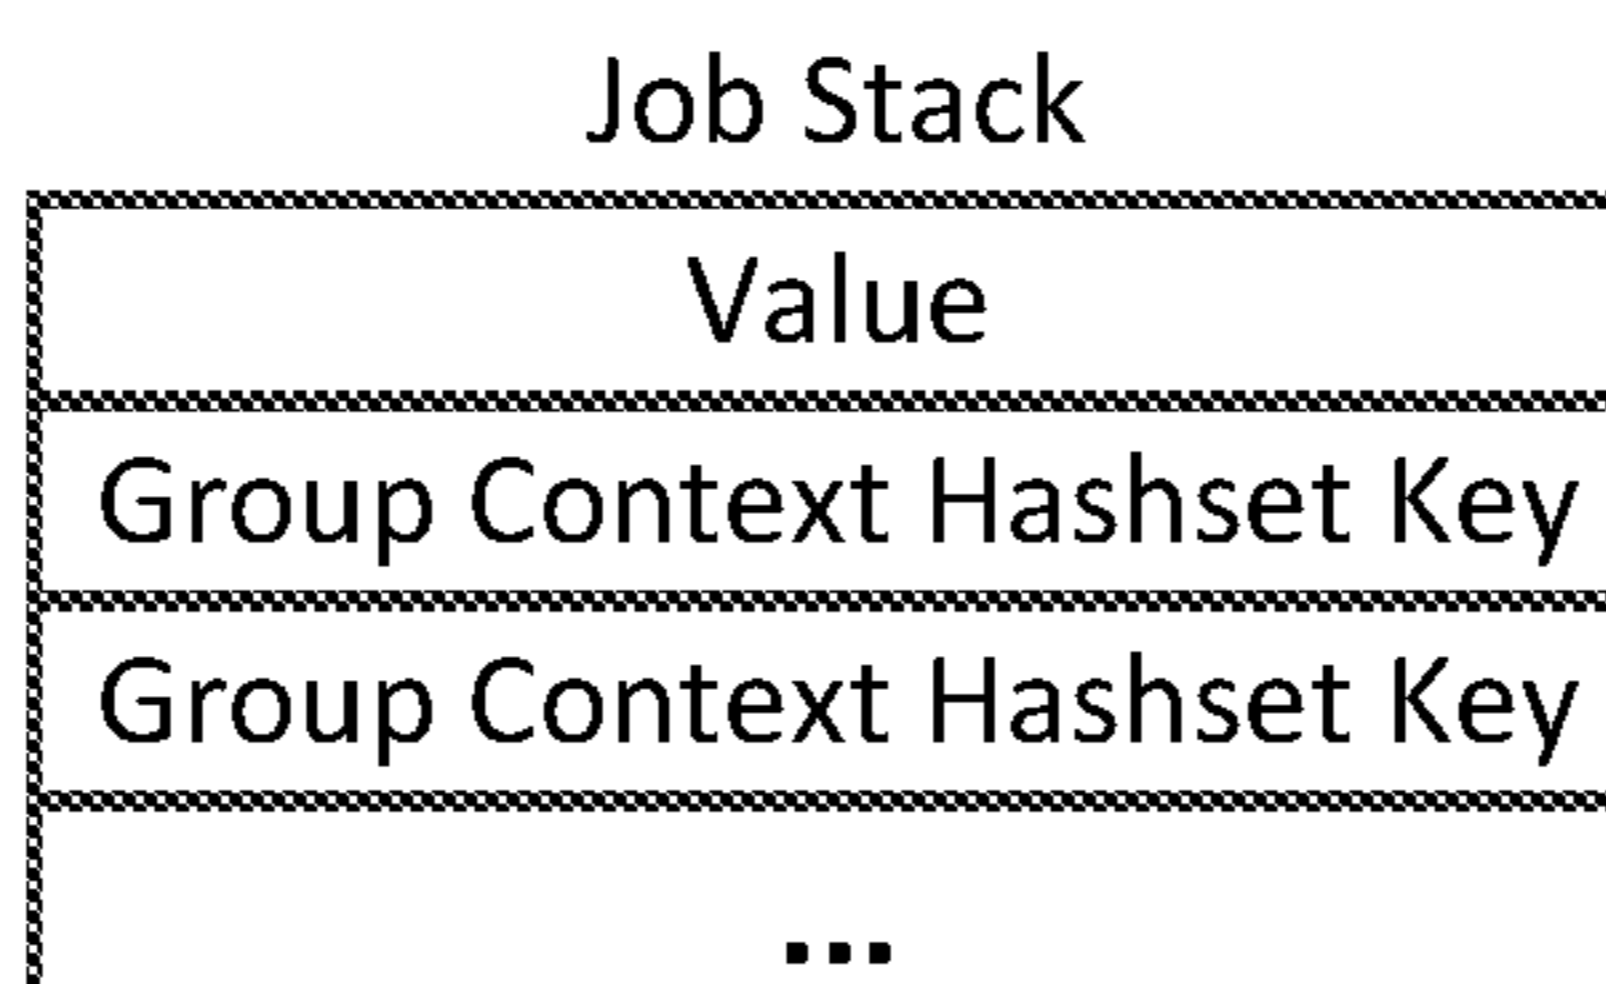 Job Stack
Value
Group Context Hashset Key
Group Context Hashset Key
...